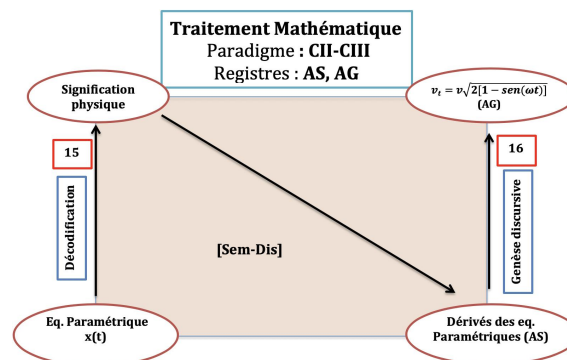 Traitement Mathématique
Paradigme : CII-CIII
Registres : AS, AG
Signification
physique
v_t = v√2[1 − sen(ωt)]
(AG)
15
16
Décodification
Genèse discursive
[Sem-Dis]
Eq. Paramétrique
x(t)
Dérivés des eq.
Paramétriques (AS)